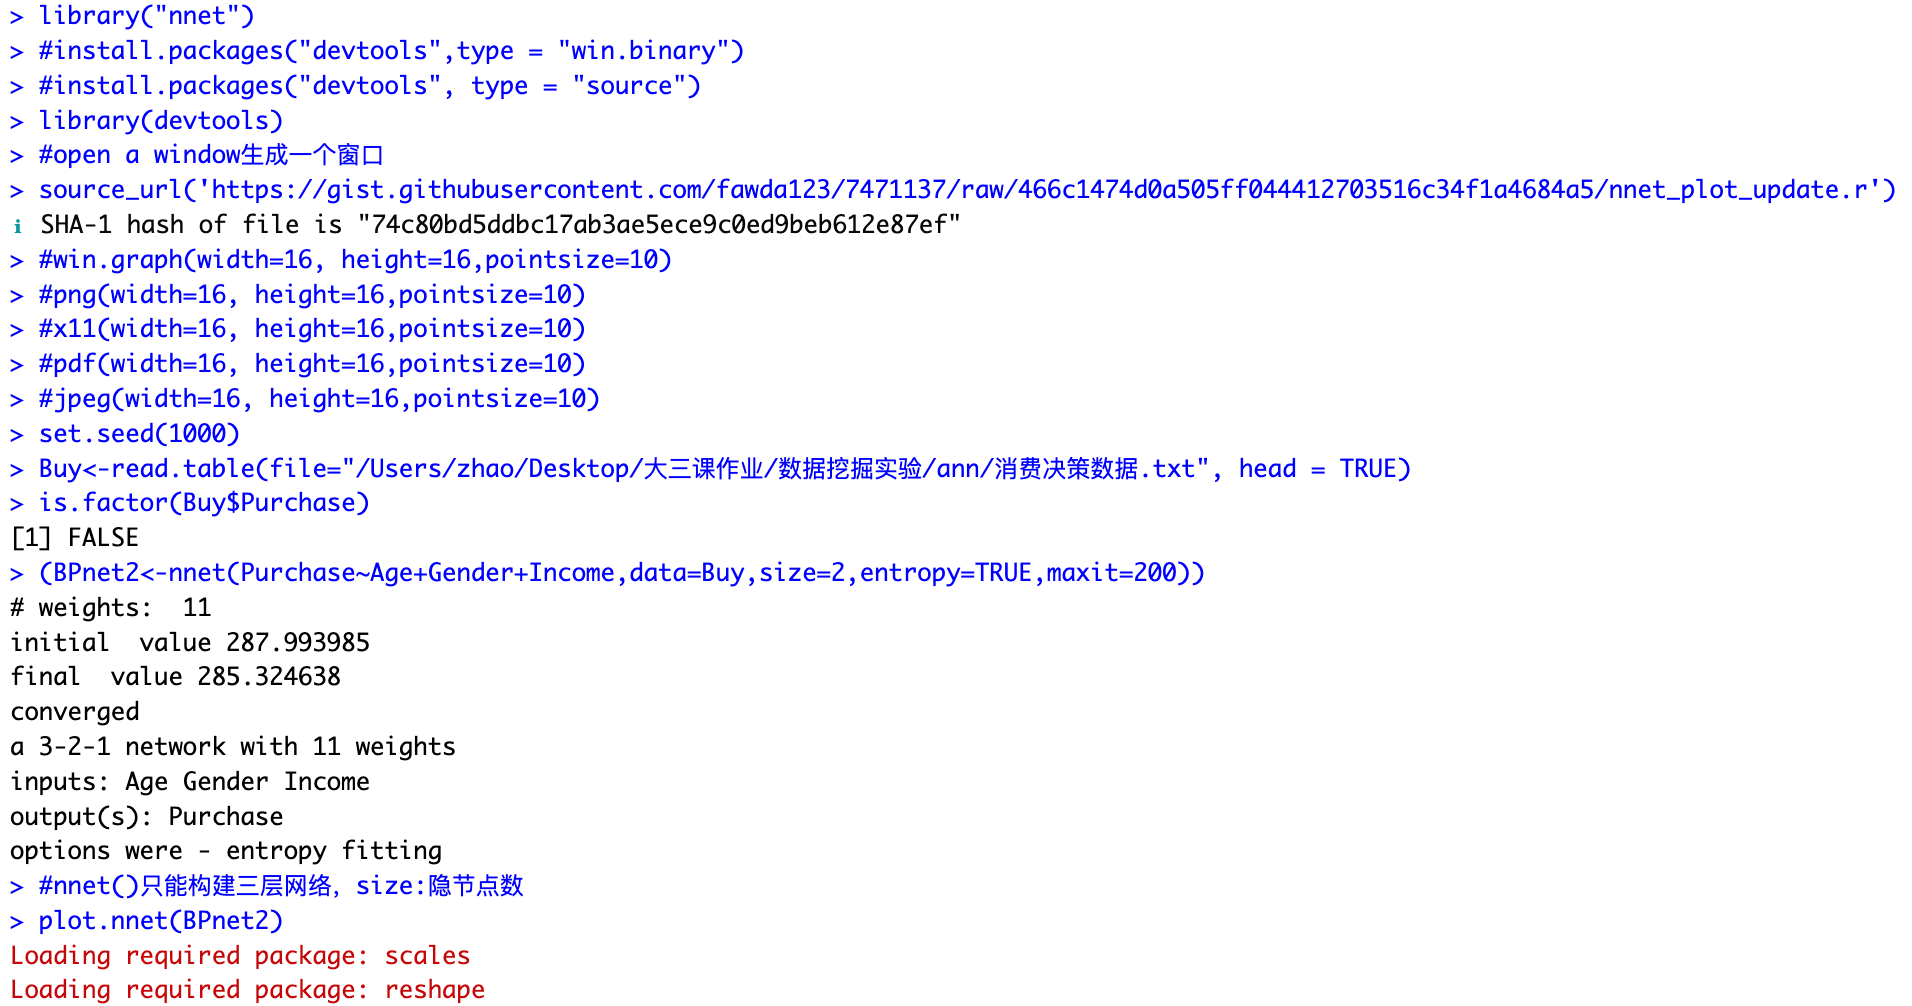 > library("nnet")
> #install.packages("devtools",type = "win.binary")
> #install.packages("devtools", type = "source")
> library(devtools)
> #open a window生成一个窗口
> source_url('https://gist.githubusercontent.com/fawda123/7471137/raw/466c1474d0a505ff044412703516c34f1a4684a5/nnet_plot_update.r')
ℹ SHA-1 hash of file is "74c80bd5ddbc17ab3ae5ece9c0ed9beb612e87ef"
> #win.graph(width=16, height=16,pointsize=10)
> #png(width=16, height=16,pointsize=10)
> #x11(width=16, height=16,pointsize=10)
> #pdf(width=16, height=16,pointsize=10)
> #jpeg(width=16, height=16,pointsize=10)
> set.seed(1000)
> Buy<-read.table(file="/Users/zhao/Desktop/大三课作业/数据挖掘实验/ann/消费决策数据.txt", head = TRUE)
> is.factor(Buy$Purchase)
[1] FALSE
> (BPnet2<-nnet(Purchase~Age+Gender+Income,data=Buy,size=2,entropy=TRUE,maxit=200))
# weights:  11
initial  value 287.993985
final  value 285.324638
converged
a 3-2-1 network with 11 weights
inputs: Age Gender Income
output(s): Purchase
options were - entropy fitting
> #nnet()只能构建三层网络，size:隐节点数
> plot.nnet(BPnet2)
Loading required package: scales
Loading required package: reshape